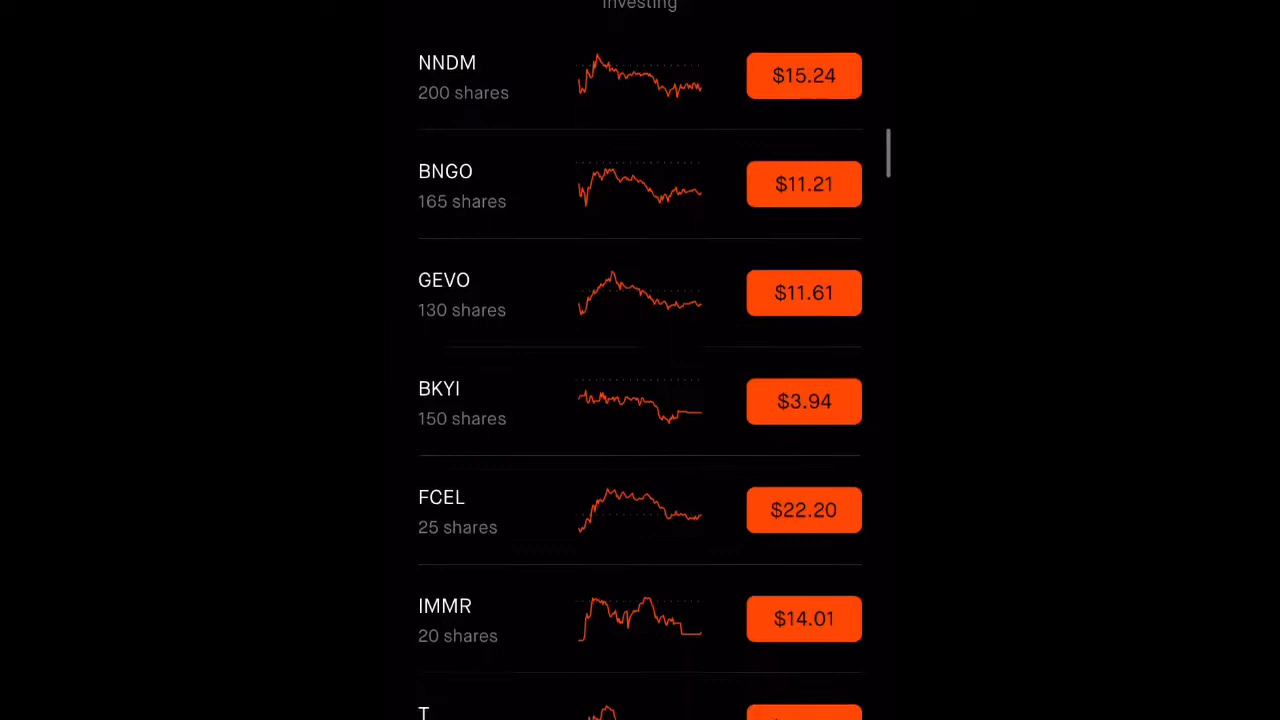 Investing
NNDM
200 shares
$15.24
BNGO
165 shares
$11.21
GEVO
130 shares
$11.61
BKYI
150 shares
$3.94
FCEL
25 shares
$22.20
IMMR
20 shares
$14.01
T